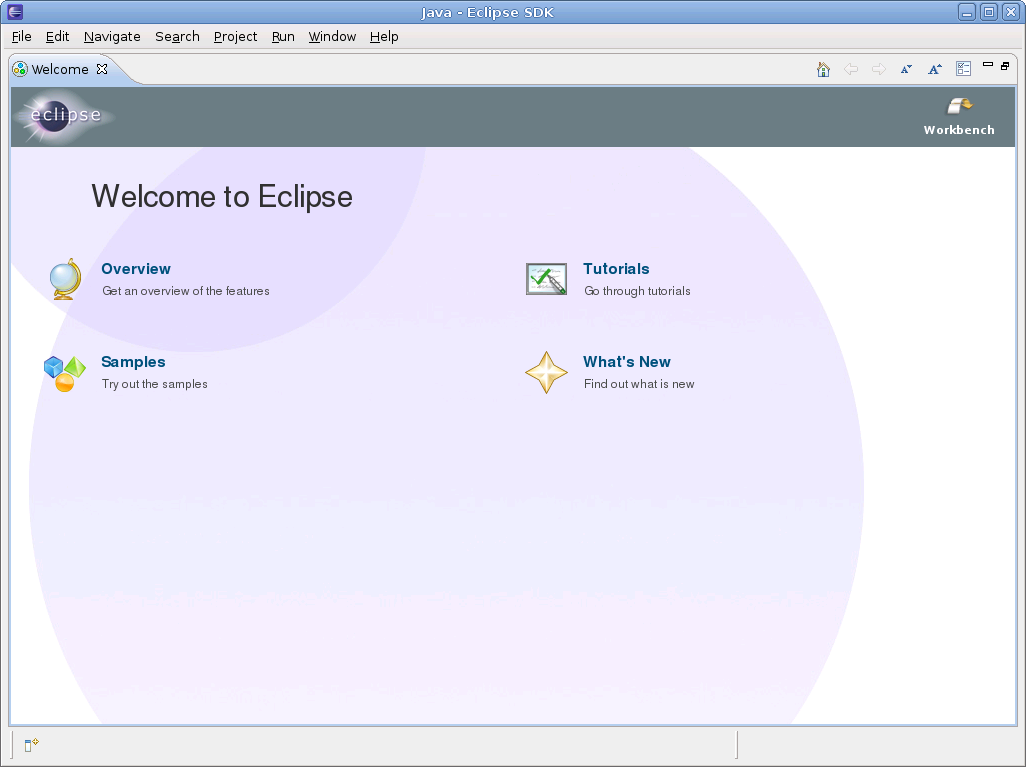 Java - Eclipse SDK
File Edit Navigate Search Project Run Window Help
Welcome
eclipse
Workbench
Welcome to Eclipse
Overview
Get an overview of the features
Tutorials
Go through tutorials
Samples
Try out the samples
What's New
Find out what is new